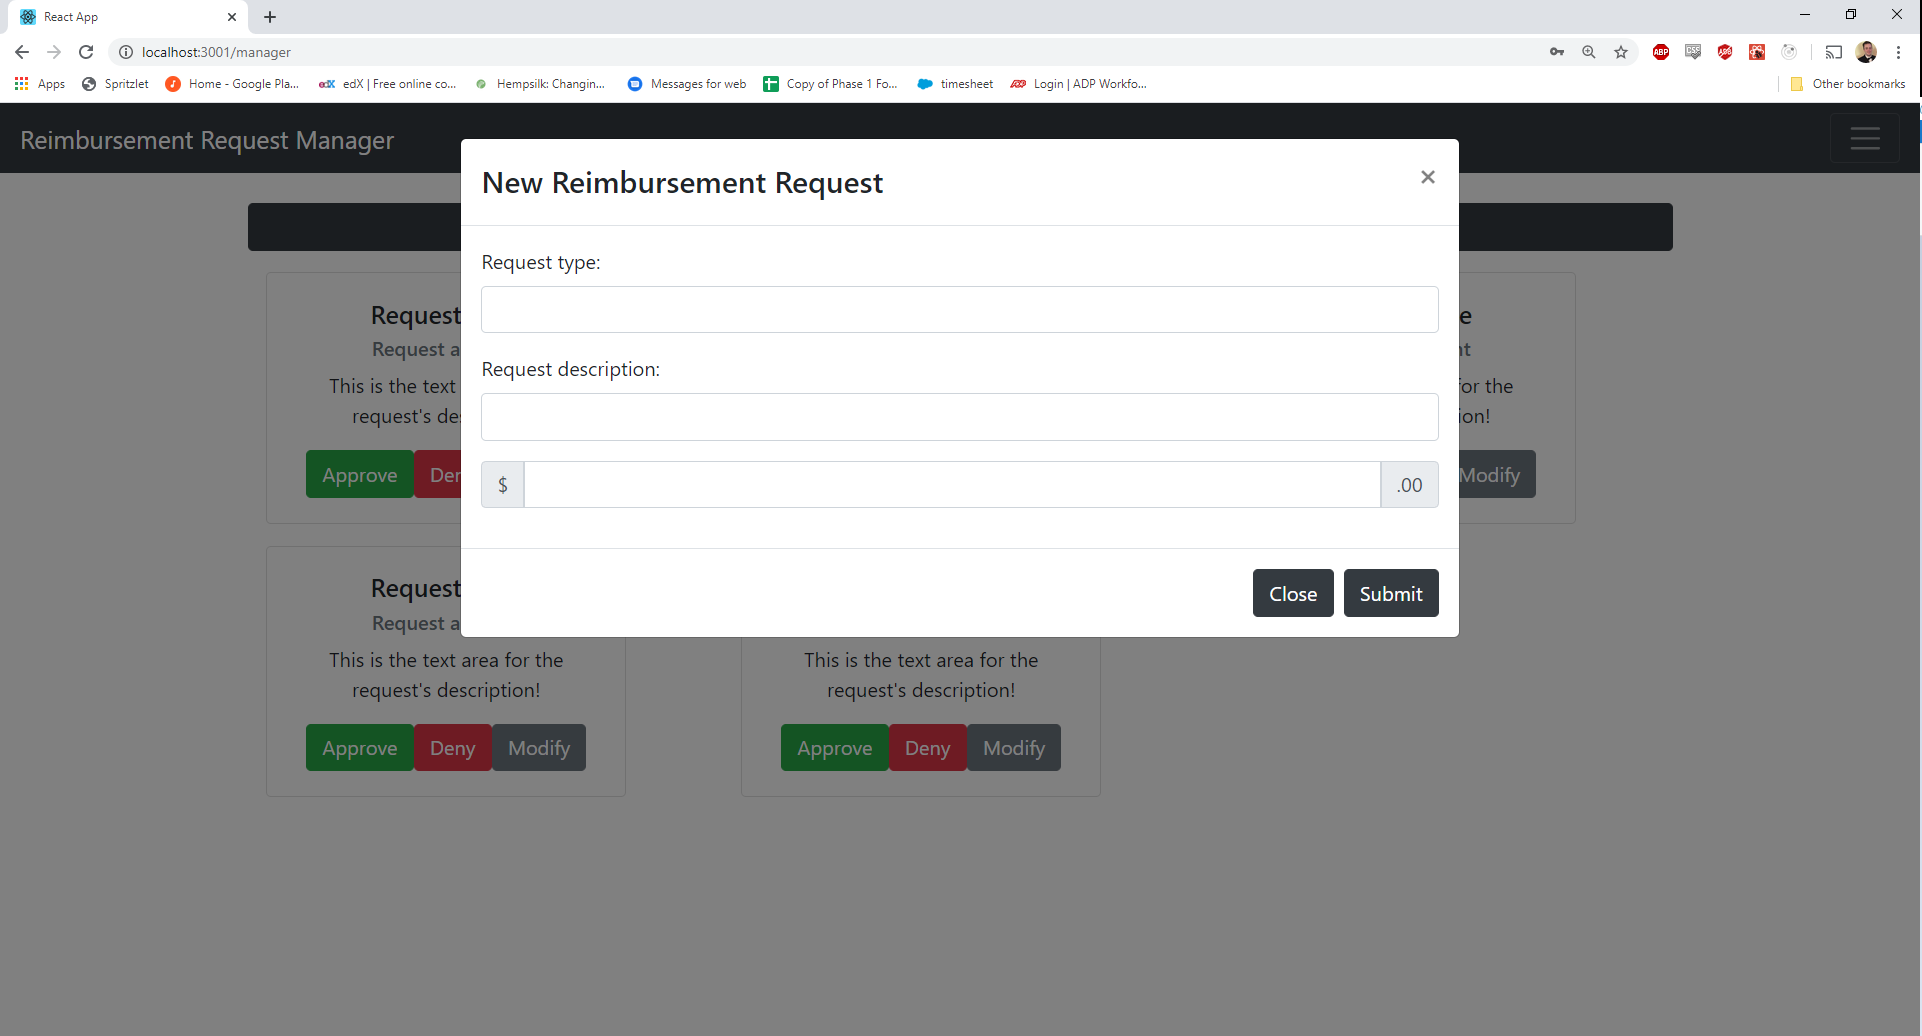 React App
localhost:3001/manager
Apps
Spritzlet
Home - Google Pla...
edX
edX | Free online co...
Hempsilk: Changin...
Messages for web
Copy of Phase 1 Fo...
timesheet
ADP
Login | ADP Workfo...
Other bookmarks
ABP
CSS
Reimbursement Request Manager
New Reimbursement Request
×
Request type:
Request description:
$
.00
Close
Submit
Request
Request a
This is the text
request's de
Approve
Der
e
nt
for the
ion!
Modify
Request
Request a
This is the text area for the
request's description!
Approve
Deny
Modify
This is the text area for the
request's description!
Approve
Deny
Modify